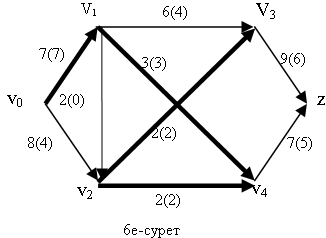 V₁
6(4)
V₃
7(7)
3(3)
9(6)
v₀
2(0)
z
8(4)
2(2)
7(5)
v₂
v₄
2(2)
6е-сурет